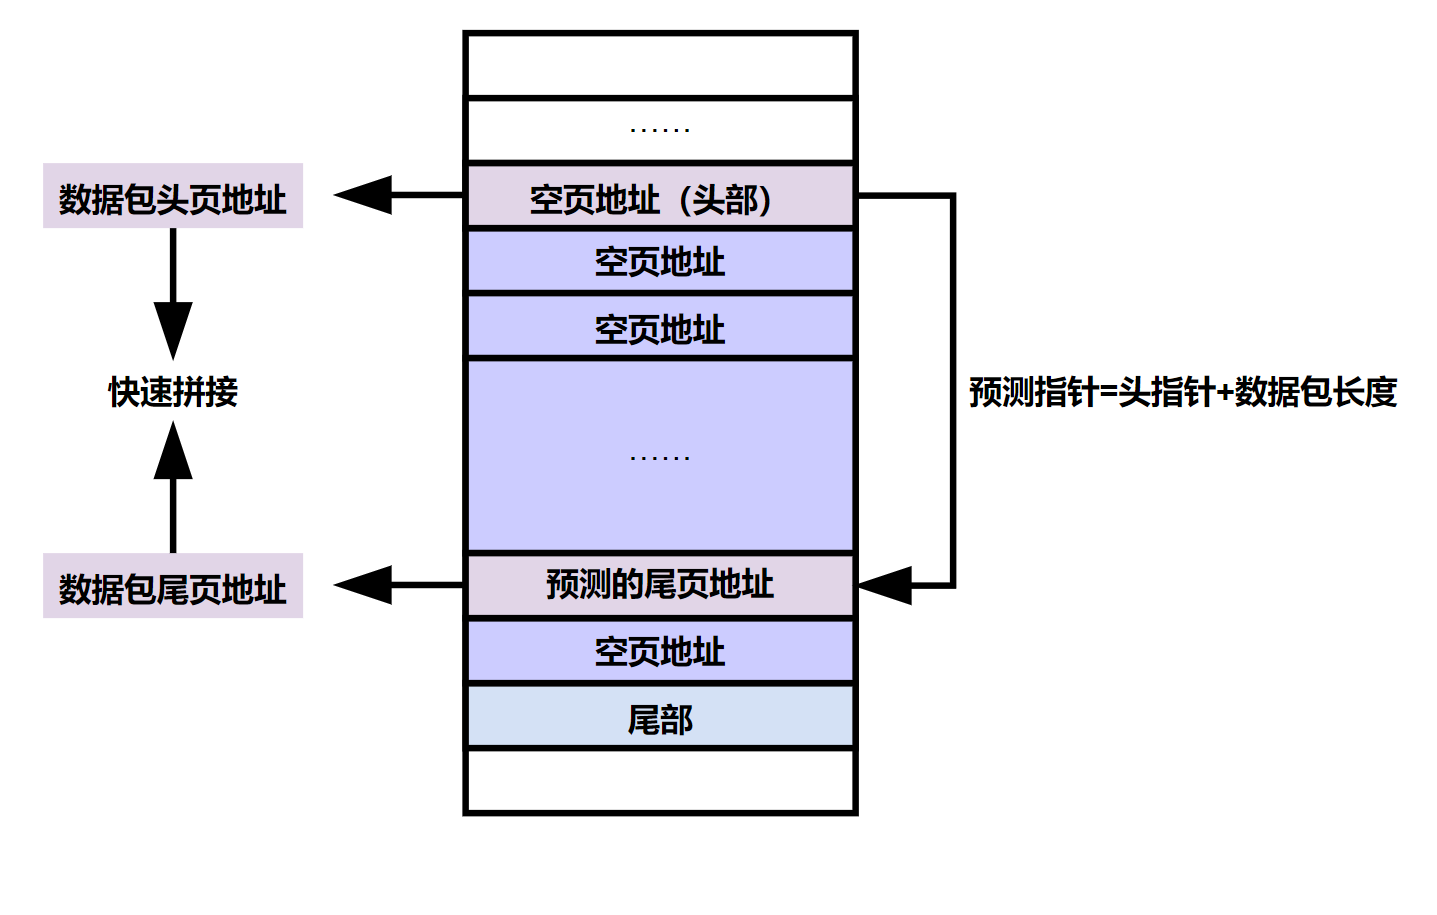 ……
空页地址（头部）
数据包头页地址
空页地址
空页地址
快速拼接
预测指针=头指针+数据包长度
……
预测的尾页地址
数据包尾页地址
空页地址
尾部